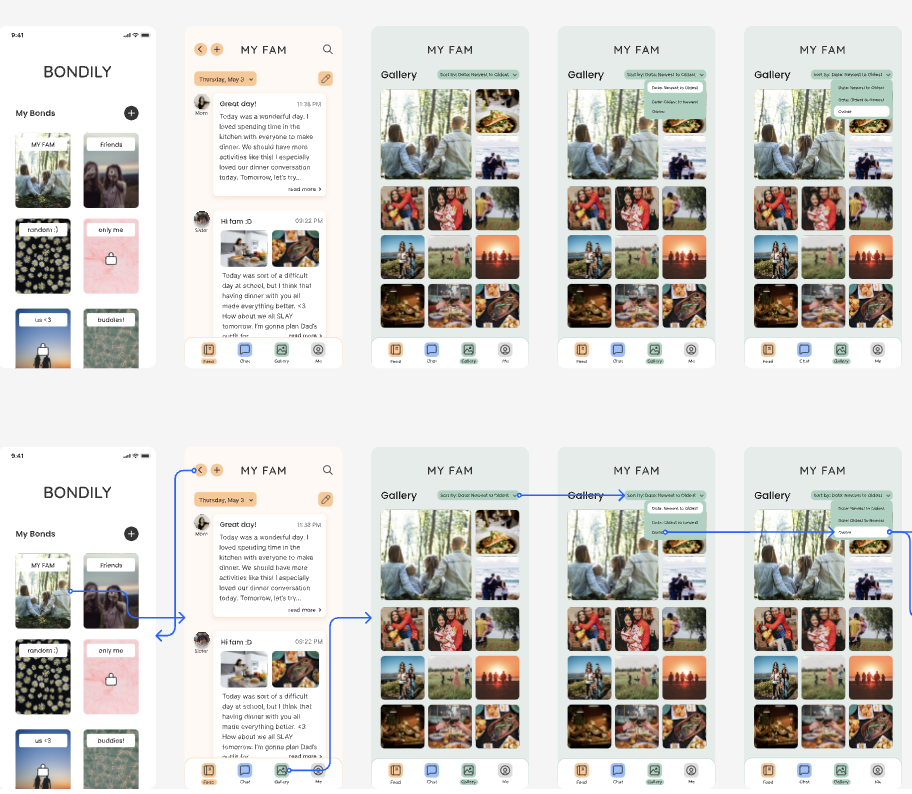 9:41
BONDILY
My Bonds
MY FAM
Friends
random :)
only me
us <3
buddies!
MY FAM
Thursday, May 3
Mom
Great day!
11:38 PM
Today was a wonderful day. I
loved spending time in the
kitchen with everyone to make
dinner. We should have more
activities like this! I especially
loved our dinner conversation
today. Tomorrow, let's try...
read more >
Sister
Hi fam :D
09:22 PM
Today was sort of a difficult
day at school, but I think that
having dinner with you all
made everything better. <3
How about we all SLAY
tomorrow. I'm gonna plan Dad's
outfit for
read more >
Feed
Chat
Gallery
Me
MY FAM
Gallery
Sort by: Date: Newest to Oldest
Feed
Chat
Gallery
Me
MY FAM
Gallery
Sort by: Date: Newest to Oldest
Date: Newest to Oldest
Date: Oldest to Newest
Feed
Chat
Gallery
Me
MY FAM
Gallery
Sort by: Date: Newest to Oldest
Date: Newest to Oldest
Date: Oldest to Newest
Feed
Chat
Gallery
Me
9:41
BONDILY
My Bonds
MY FAM
Friends
random :)
only me
us <3
buddies!
MY FAM
Thursday, May 3
Mom
Great day!
11:38 PM
Today was a wonderful day. I
loved spending time in the
kitchen with everyone to make
dinner. We should have more
activities like this! I especially
loved our dinner conversation
today. Tomorrow, let's try...
read more >
Sister
Hi fam :D
09:22 PM
Today was sort of a difficult
day at school, but I think that
having dinner with you all
made everything better. <3
How about we all SLAY
tomorrow. I'm gonna plan Dad's
outfit for
read more >
Feed
Chat
Gallery
Me
MY FAM
Gallery
Sort by: Date: Newest to Oldest
Feed
Chat
Gallery
Me
MY FAM
Gallery
Sort by: Date: Newest to Oldest
Date: Newest to Oldest
Date: Oldest to Newest
Feed
Chat
Gallery
Me
MY FAM
Gallery
Sort by: Date: Newest to Oldest
Date: Newest to Oldest
Date: Oldest to Newest
Feed
Chat
Gallery
Me